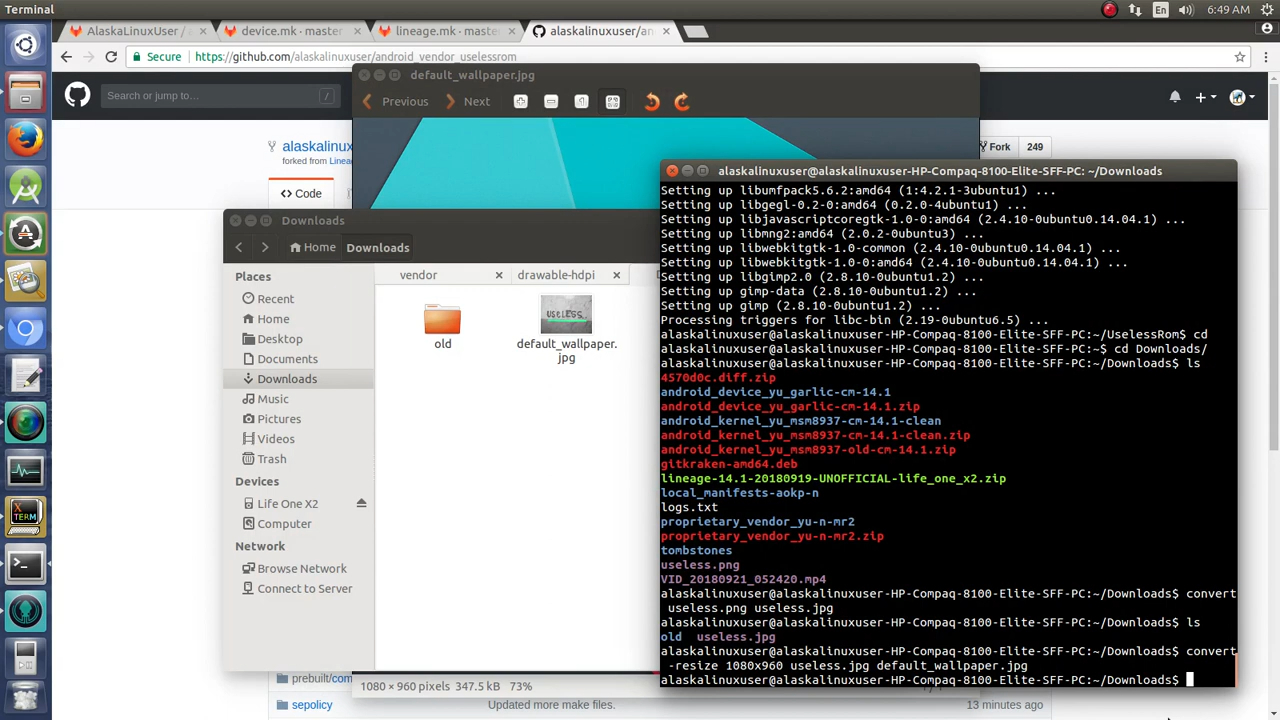 Terminal
En
6:49 AM
AlaskaLinuxUser /
device.mk · master
lineage.mk · maste
alaskalinuxuser/an
Secure
https://github.com/alaskalinuxuser/android_vendor_uselessrom
Search or jump to...
/
alaskalinux
forked from Linea
Fork
249
Code
default_wallpaper.jpg
Previous
Next
Downloads
Home
Downloads
Places
Recent
Home
Desktop
Documents
Downloads
Music
Pictures
Videos
Trash
Devices
Life One X2
Computer
Network
Browse Network
Connect to Server
vendor
drawable-hdpi
old
USELESS
default_wallpaper.
jpg
alaskalinuxuser@alaskalinuxuser-HP-Compaq-8100-Elite-SFF-PC: ~/Downloads
Setting up libumfpack5.6.2:amd64 (1:4.2.1-3ubuntu1) ...
Setting up libgegl-0.2-0:amd64 (0.2.0-4ubuntu1) ...
Setting up libjavascriptcoregtk-1.0-0:amd64 (2.4.10-0ubuntu0.14.04.1) ...
Setting up libmng2:amd64 (2.0.2-0ubuntu3) ...
Setting up libwebkitgtk-1.0-common (2.4.10-0ubuntu0.14.04.1) ...
Setting up libwebkitgtk-1.0-0:amd64 (2.4.10-0ubuntu0.14.04.1) ...
Setting up libgimp2.0 (2.8.10-0ubuntu1.2) ...
Setting up gimp-data (2.8.10-0ubuntu1.2) ...
Setting up gimp (2.8.10-0ubuntu1.2) ...
Processing triggers for libc-bin (2.19-0ubuntu6.5) ...
alaskalinuxuser@alaskalinuxuser-HP-Compaq-8100-Elite-SFF-PC:~/UselessRom$ cd
alaskalinuxuser@alaskalinuxuser-HP-Compaq-8100-Elite-SFF-PC:~$ cd Downloads/
alaskalinuxuser@alaskalinuxuser-HP-Compaq-8100-Elite-SFF-PC:~/Downloads$ ls
4570d0c.diff.zip
android_device_yu_garlic-cm-14.1
android_device_yu_garlic-cm-14.1.zip
android_kernel_yu_msm8937-cm-14.1-clean
android_kernel_yu_msm8937-cm-14.1-clean.zip
android_kernel_yu_msm8937-old-cm-14.1.zip
gitkraken-amd64.deb
lineage-14.1-20180919-UNOFFICIAL-life_one_x2.zip
local_manifests-aokp-n
logs.txt
proprietary_vendor_yu-n-mr2
proprietary_vendor_yu-n-mr2.zip
tombstones
useless.png
VID_20180921_052420.mp4
alaskalinuxuser@alaskalinuxuser-HP-Compaq-8100-Elite-SFF-PC:~/Downloads$ convert
useless.png useless.jpg
alaskalinuxuser@alaskalinuxuser-HP-Compaq-8100-Elite-SFF-PC:~/Downloads$ ls
old useless.jpg
alaskalinuxuser@alaskalinuxuser-HP-Compaq-8100-Elite-SFF-PC:~/Downloads$ convert
-resize 1080x960 useless.jpg default_wallpaper.jpg
alaskalinuxuser@alaskalinuxuser-HP-Compaq-8100-Elite-SFF-PC:~/Downloads$
1080 × 960 pixels 347.5 kB 73%
prebuilt/com
sepolicy
Updated more make files.
13 minutes ago
XTERM